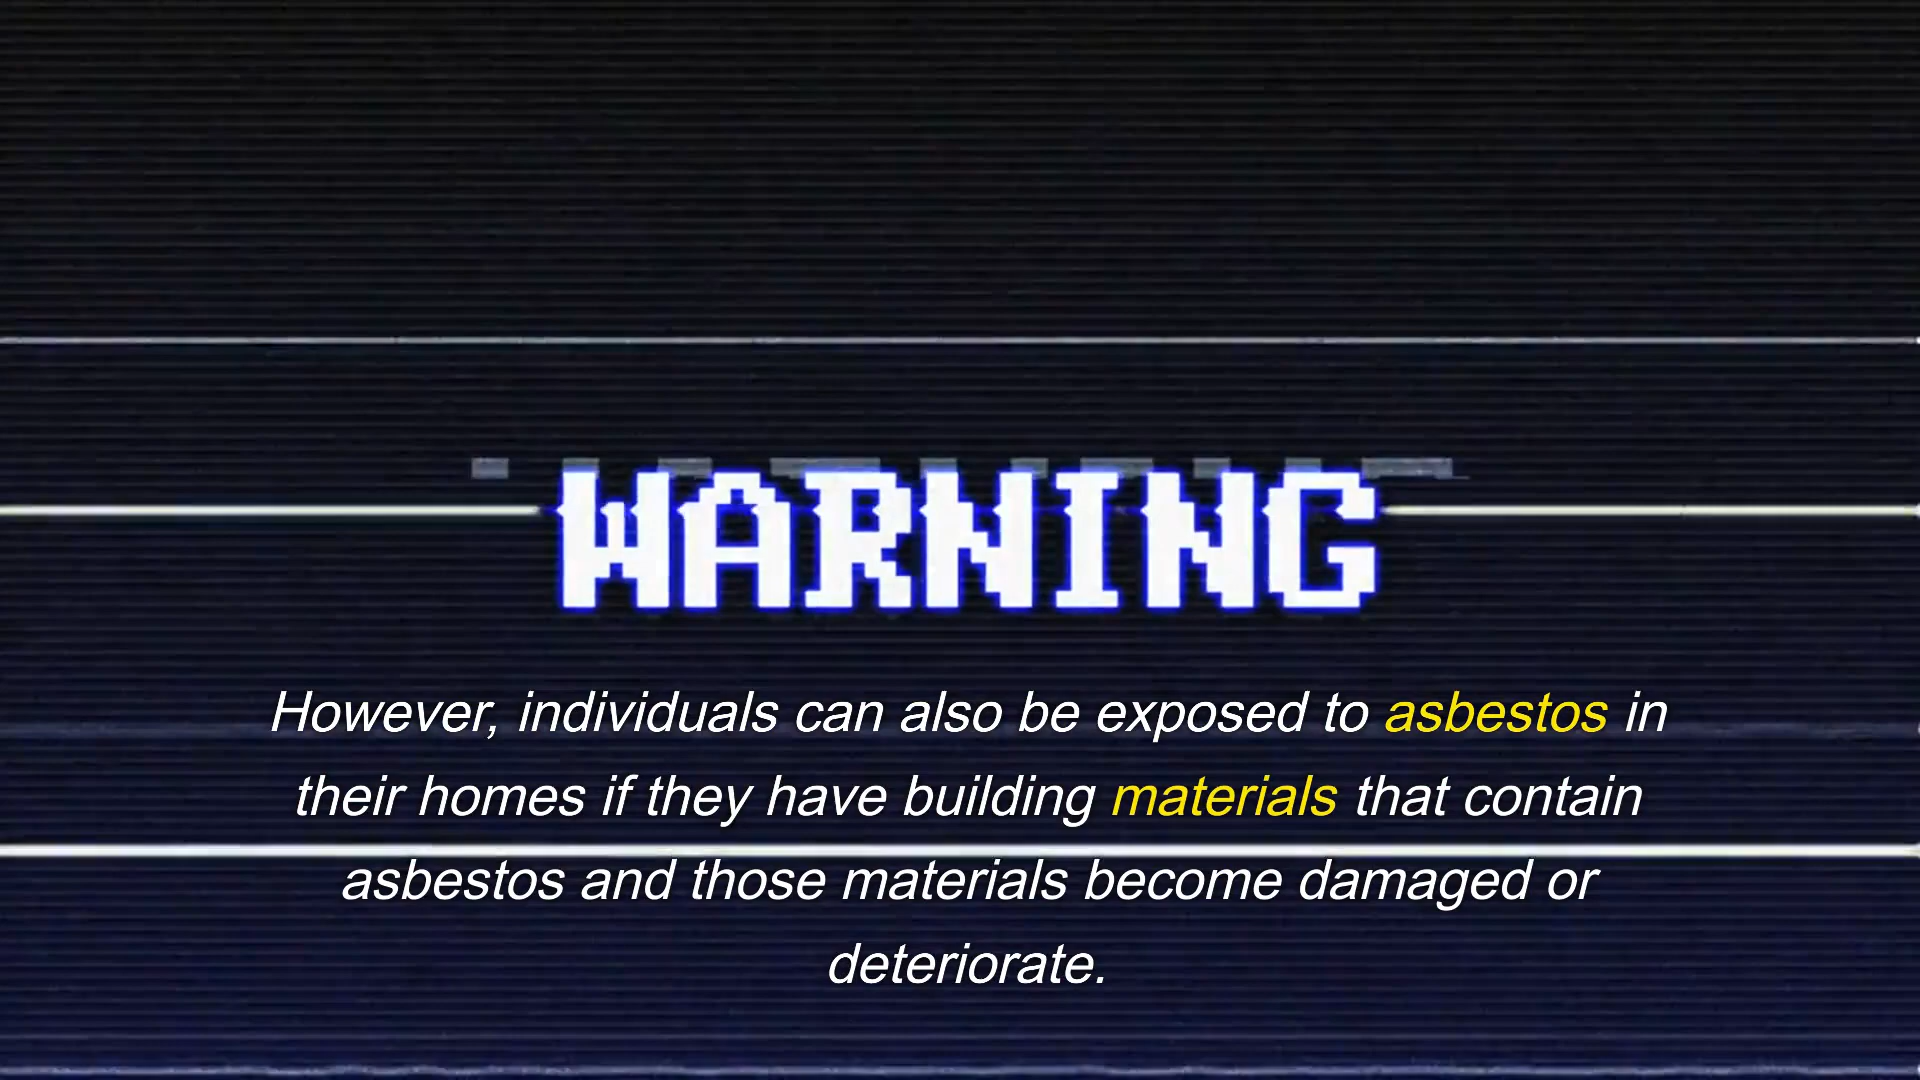 WARNING
However, individuals can also be exposed to asbestos in
their homes if they have building materials that contain
asbestos and those materials become damaged or
deteriorate.